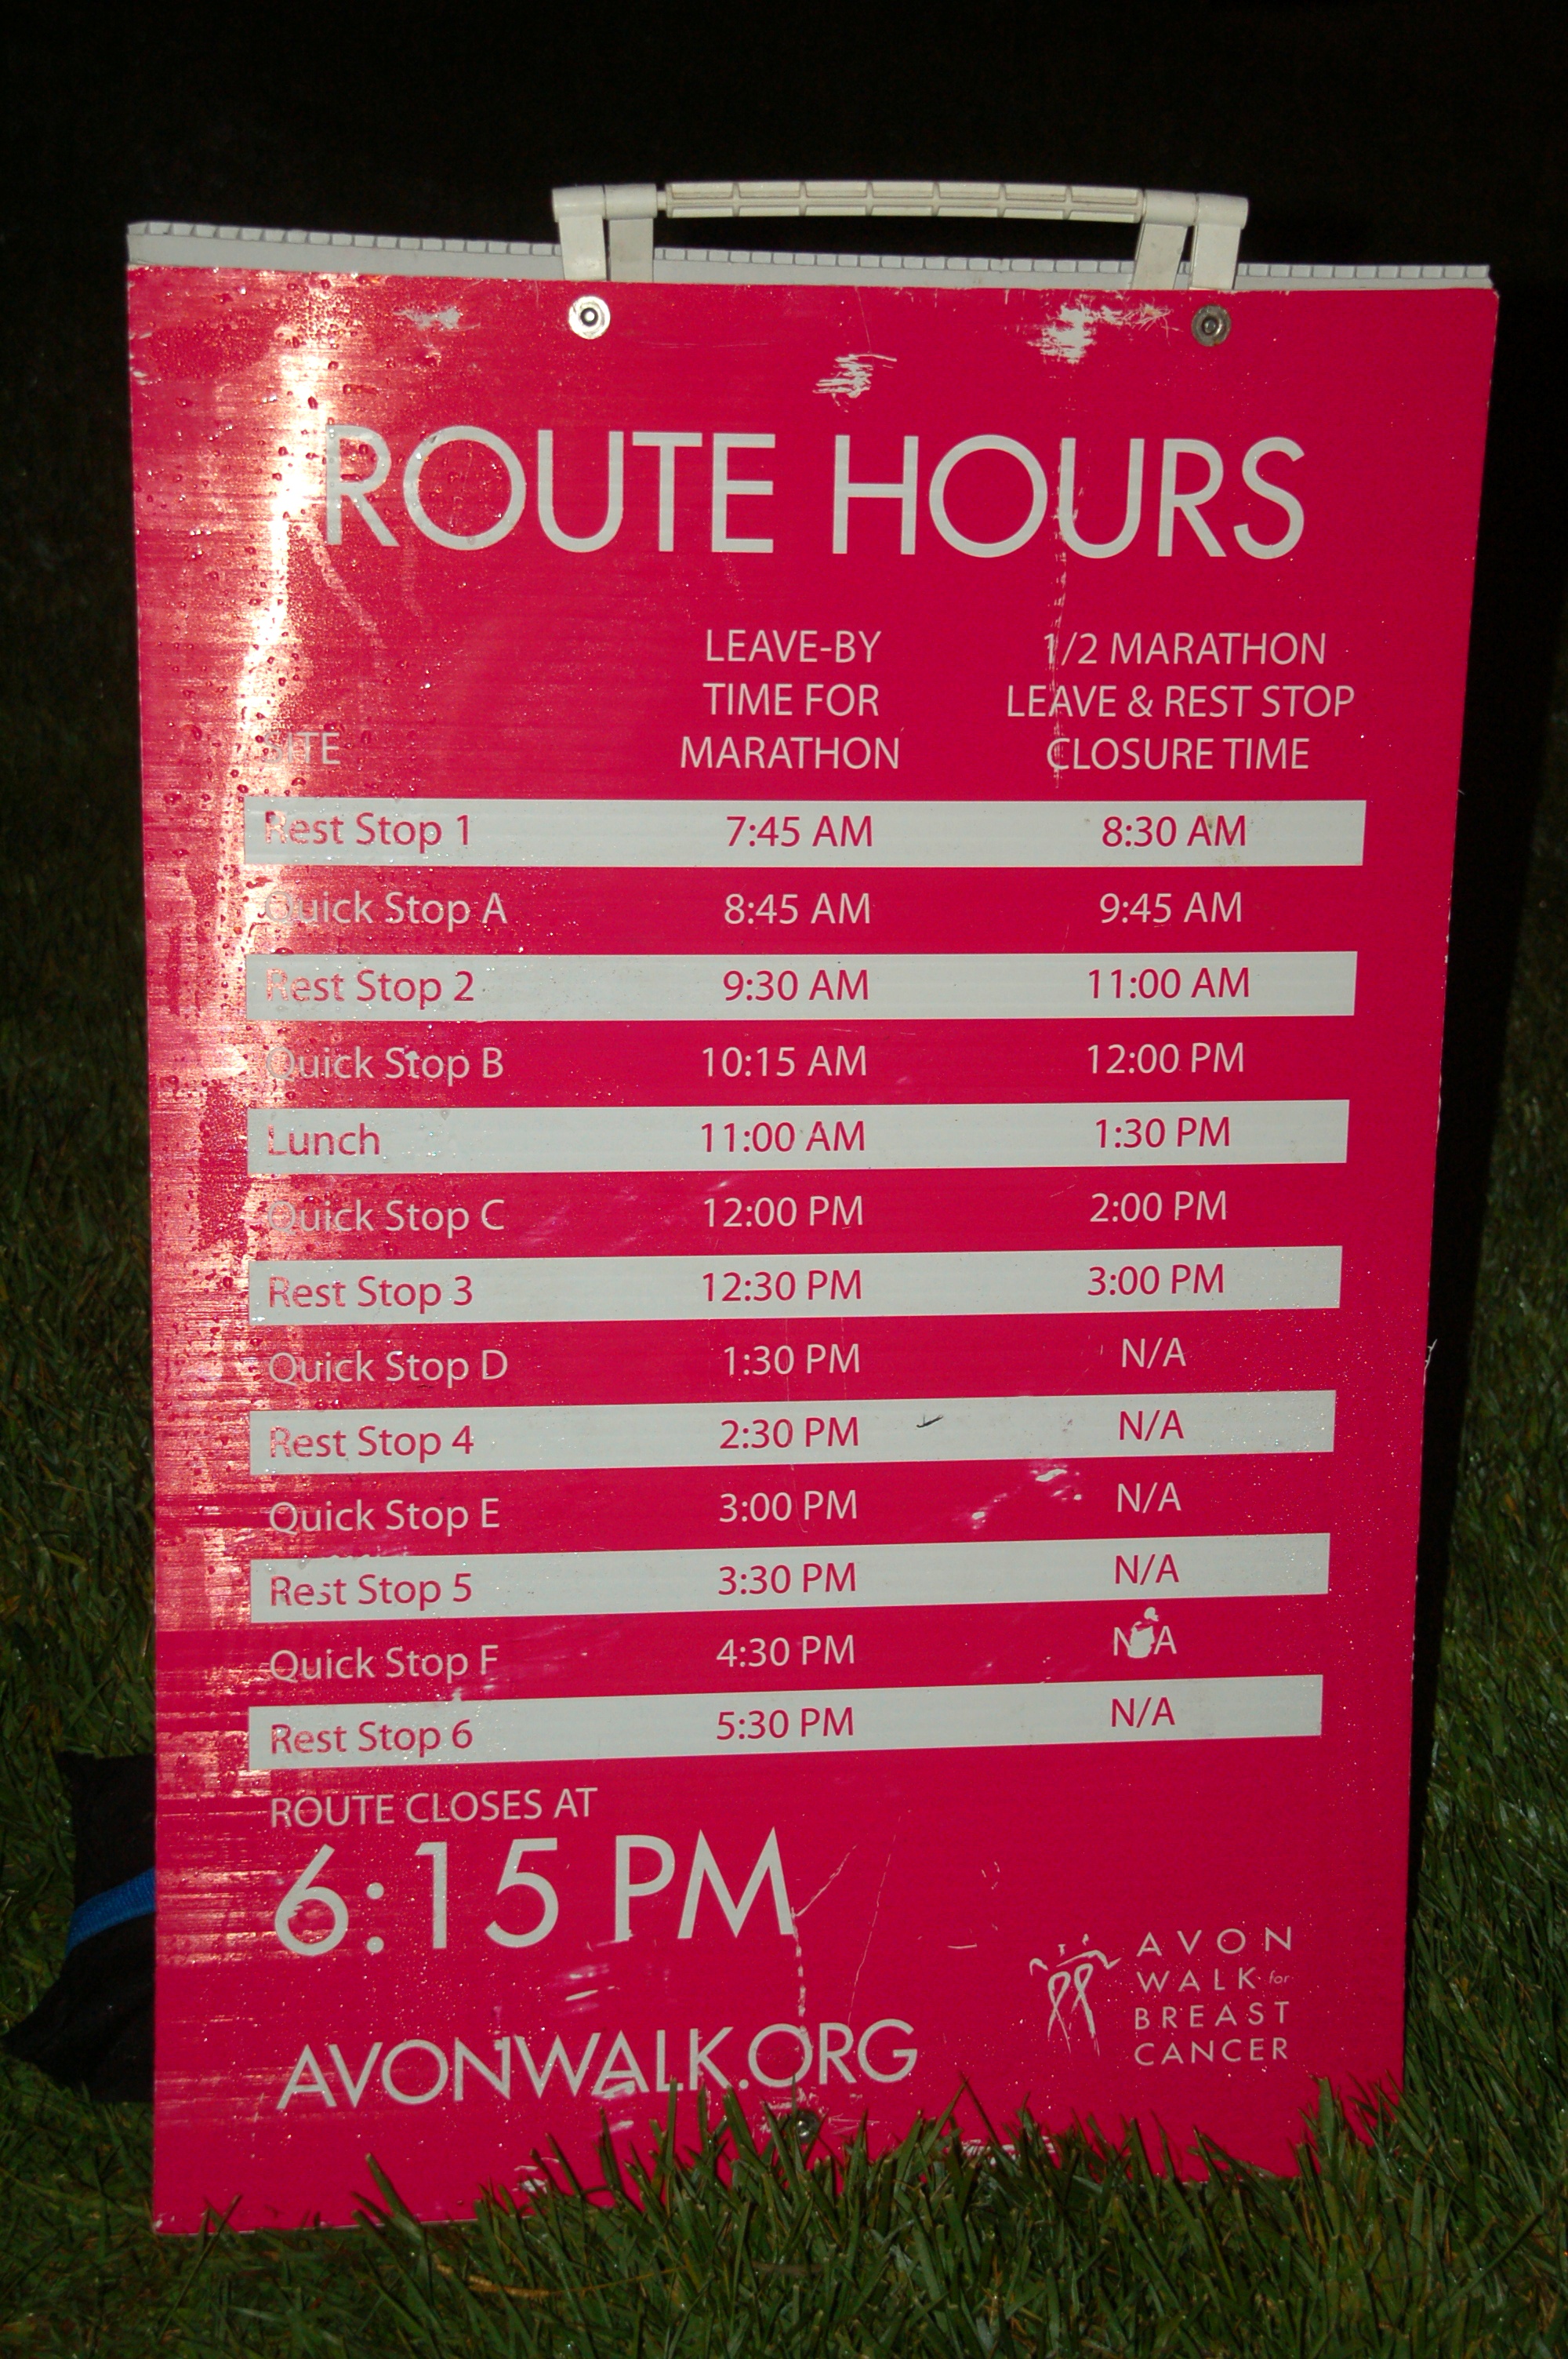 ROUTE HOURS
SITE LEAVE-BY TIME FOR MARATHON 1/2 MARATHON LEAVE & REST STOP CLOSURE TIME
Rest Stop 1 7:45 AM 8:30 AM
Quick Stop A 8:45 AM 9:45 AM
Rest Stop 2 9:30 AM 11:00 AM
Quick Stop B 10:15 AM 12:00 PM
Lunch 11:00 AM 1:30 PM
Quick Stop C 12:00 PM 2:00 PM
Rest Stop 3 12:30 PM 3:00 PM
Quick Stop D 1:30 PM N/A
Rest Stop 4 2:30 PM N/A
Quick Stop E 3:00 PM N/A
Rest Stop 5 3:30 PM N/A
Quick Stop F 4:30 PM N/A
Rest Stop 6 5:30 PM N/A
ROUTE CLOSES AT
6:15 PM
AVONWALK.ORG
AVON
WALK for
BREAST
CANCER